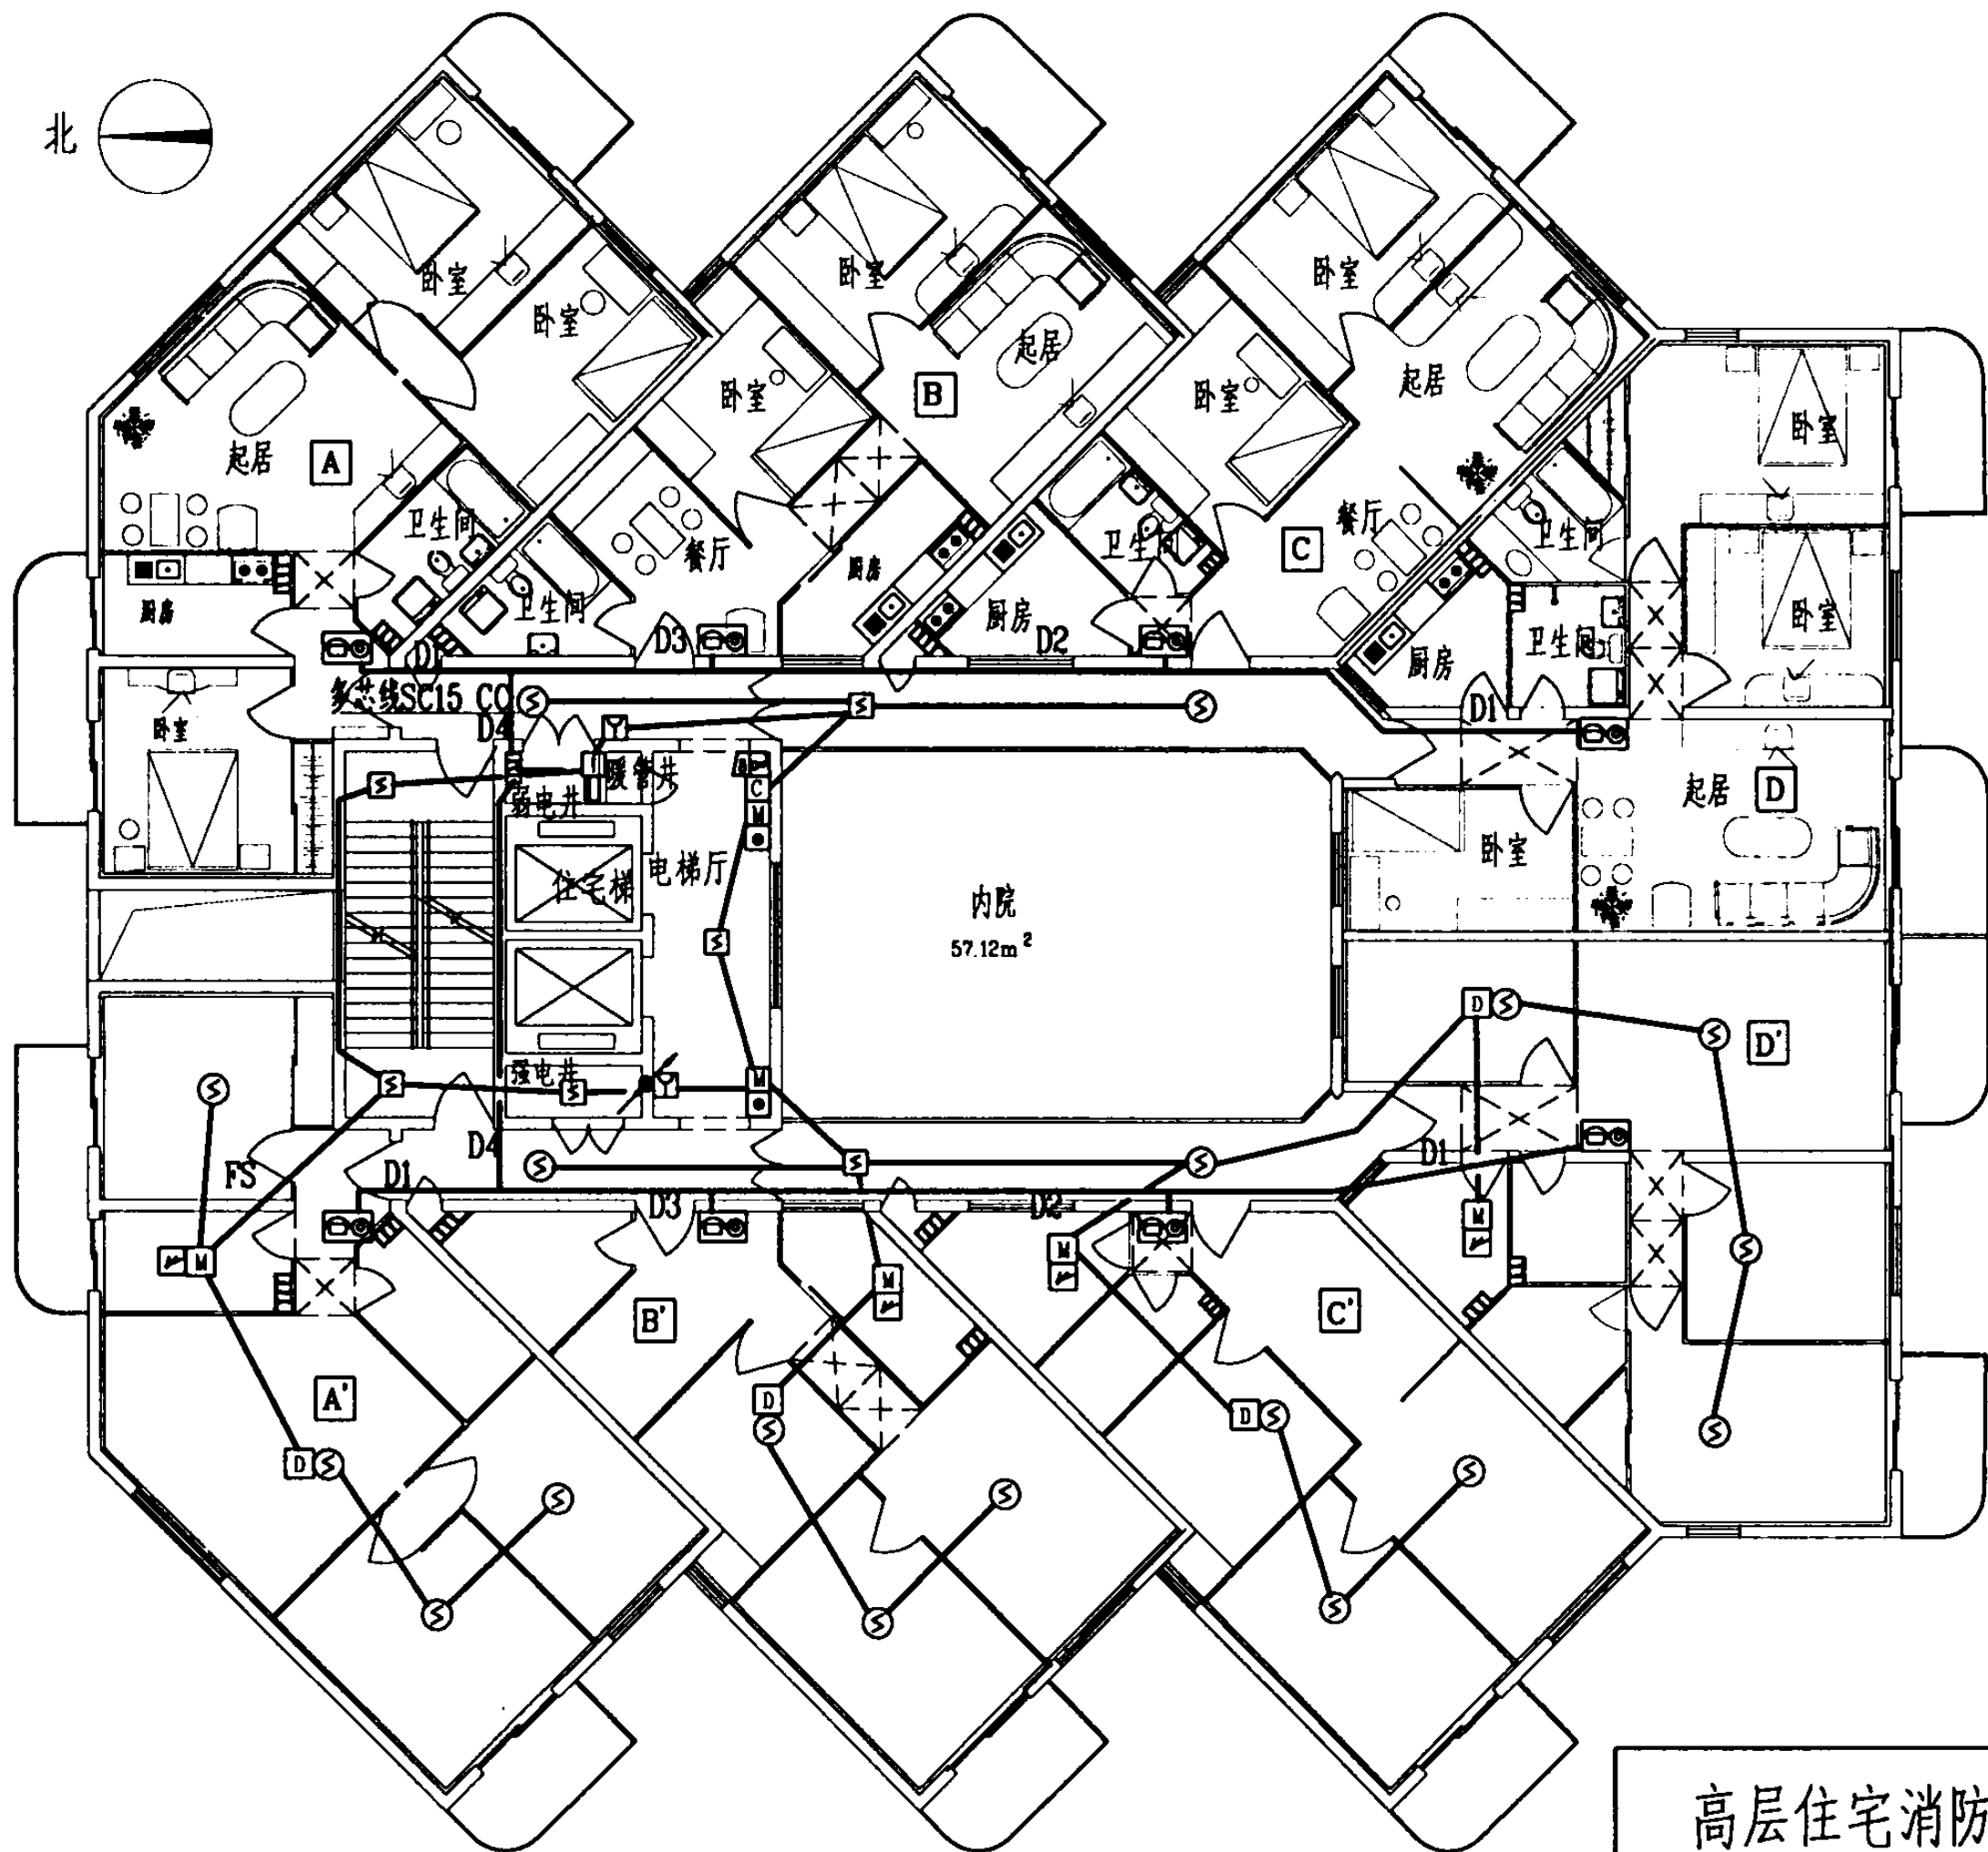 北
卧室
卧室
卧室
卧室
起居
B
卧室
卧室
起居
卧室
起居
A
卫生间
餐厅
厨房
卫生间
C
餐厅
卫生间
卧室
厨房
卫生间
厨房
D3
D2
厨房
卫生间
D1
多芯线SC15 CC
D4
卧室
暖管井
弱电井
C
M
电梯厅
住宅梯
内院
57.12m²
卧室
起居
D
S
D
S
S
D'
强电井
M
D4
FS
D1
D3
D2
D1
M
M
M
M
B'
C'
A'
D
D
D
S
S
高层住宅消防